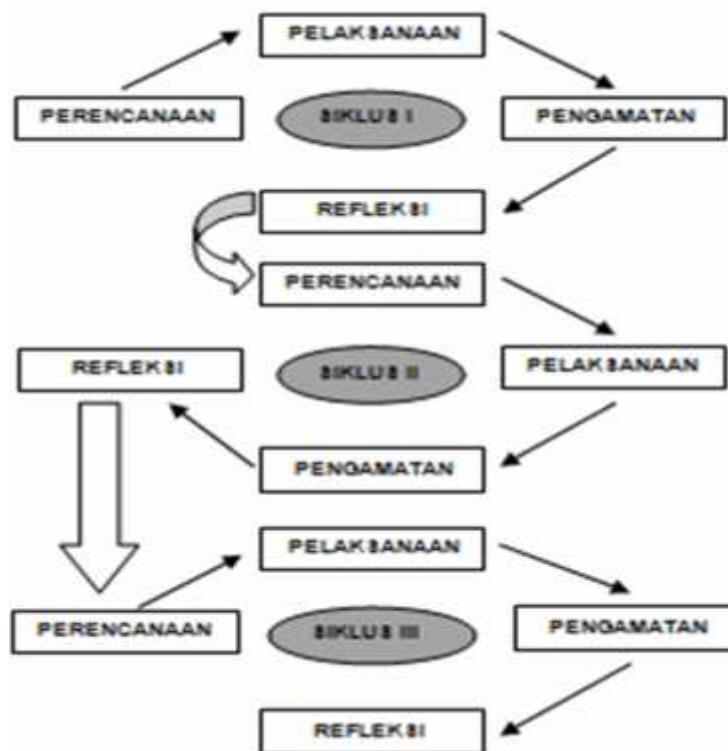 PELAKSANAAN
PERENCANAAN
SIKLUS I
PENGAMATAN
REFLEKSI
PERENCANAAN
REFLEKSI
SIKLUS II
PELAKSANAAN
PENGAMATAN
PELAKSANAAN
PERENCANAAN
SIKLUS III
PENGAMATAN
REFLEKSI